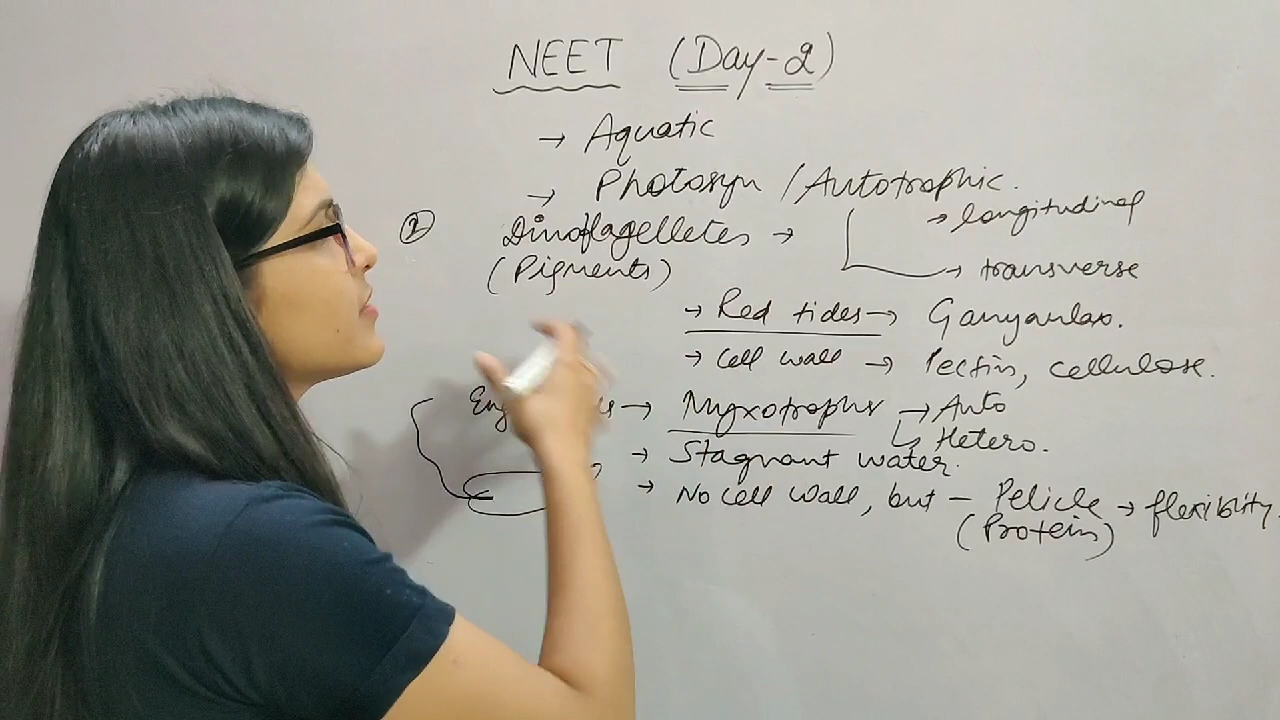 NEET (Day-2)
→ Aquatic
→ Photosyn / Autotrophic.
② Dinoflagelletes → → longitudinal
(Pigments) → transverse
→ Red tides → Gonyaulax.
→ Cell wall → Pectin, cellulose.
→ Myxotrophs → Auto
→ Hetero.
→ Stagnant water.
→ No cell wall, but - Pelicle → flexiblity.
(Protein)